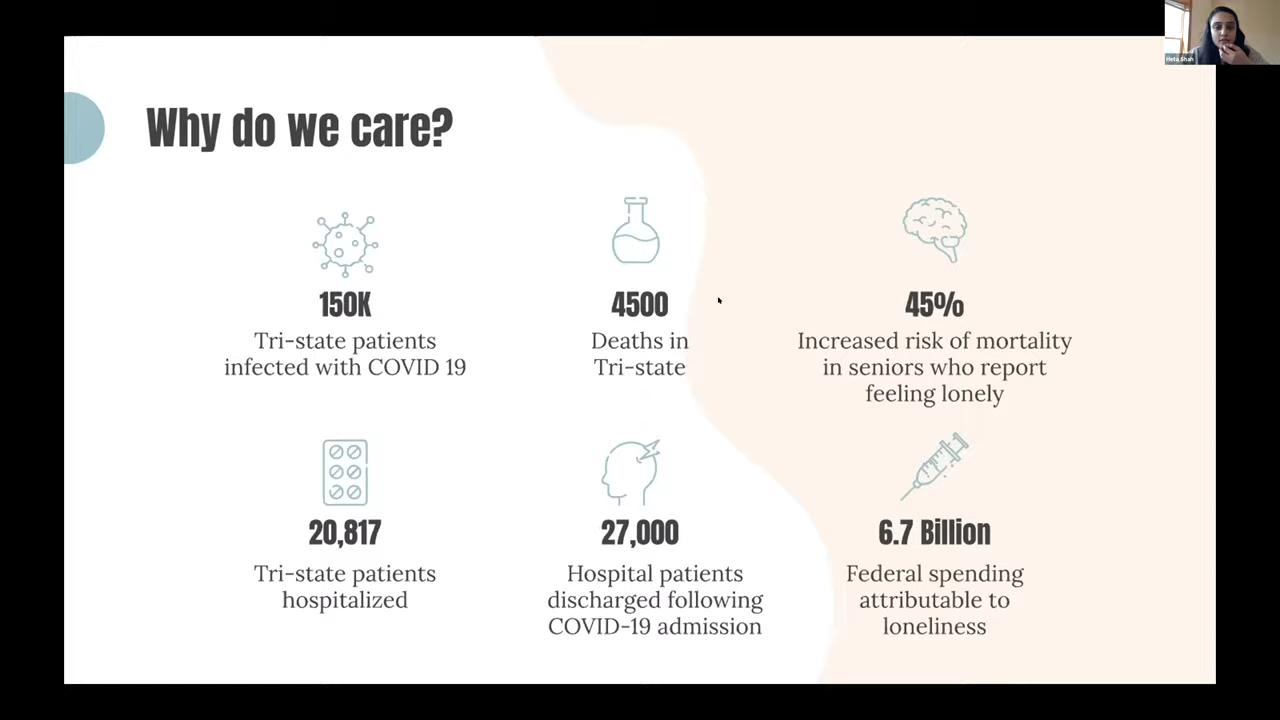 Heta Shah
Why do we care?
150K
Tri-state patients
infected with COVID 19
4500
Deaths in
Tri-state
45%
Increased risk of mortality
in seniors who report
feeling lonely
20,817
Tri-state patients
hospitalized
27,000
Hospital patients
discharged following
COVID-19 admission
6.7 Billion
Federal spending
attributable to
loneliness